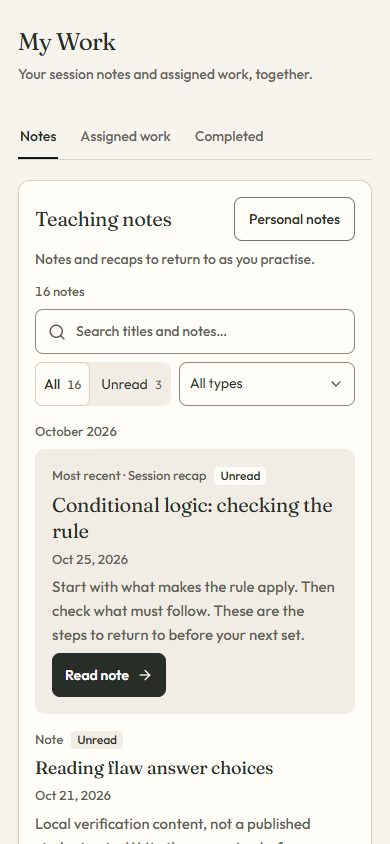 My Work
Your session notes and assigned work, together.
Notes
Assigned work
Completed
Teaching notes
Personal notes
Notes and recaps to return to as you practise.
16 notes
Search titles and notes…
All 16
Unread 3
All types
October 2026
Most recent · Session recap
Unread
Conditional logic: checking the
rule
Oct 25, 2026
Start with what makes the rule apply. Then
check what must follow. These are the
steps to return to before your next set.
Read note →
Note
Unread
Reading flaw answer choices
Oct 21, 2026
Local verification content, not a published